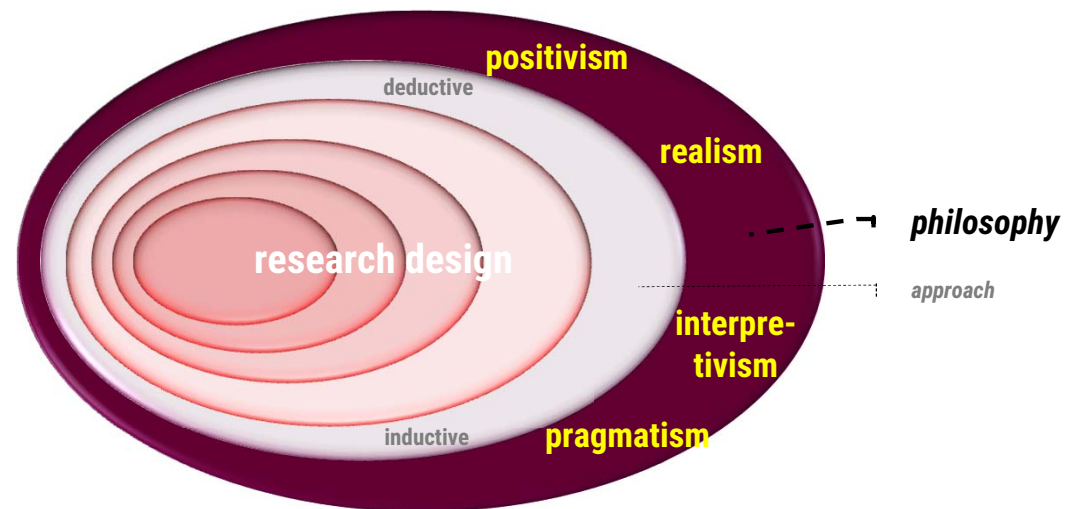 positivism
deductive
realism
philosophy
research design
approach
interpre-
tivism
inductive
pragmatism